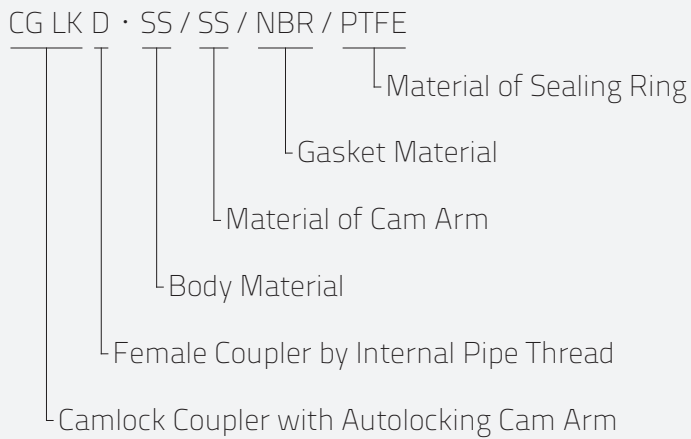 CG LK D · SS / SS / NBR / PTFE
Material of Sealing Ring
Gasket Material
Material of Cam Arm
Body Material
Female Coupler by Internal Pipe Thread
Camlock Coupler with Autolocking Cam Arm